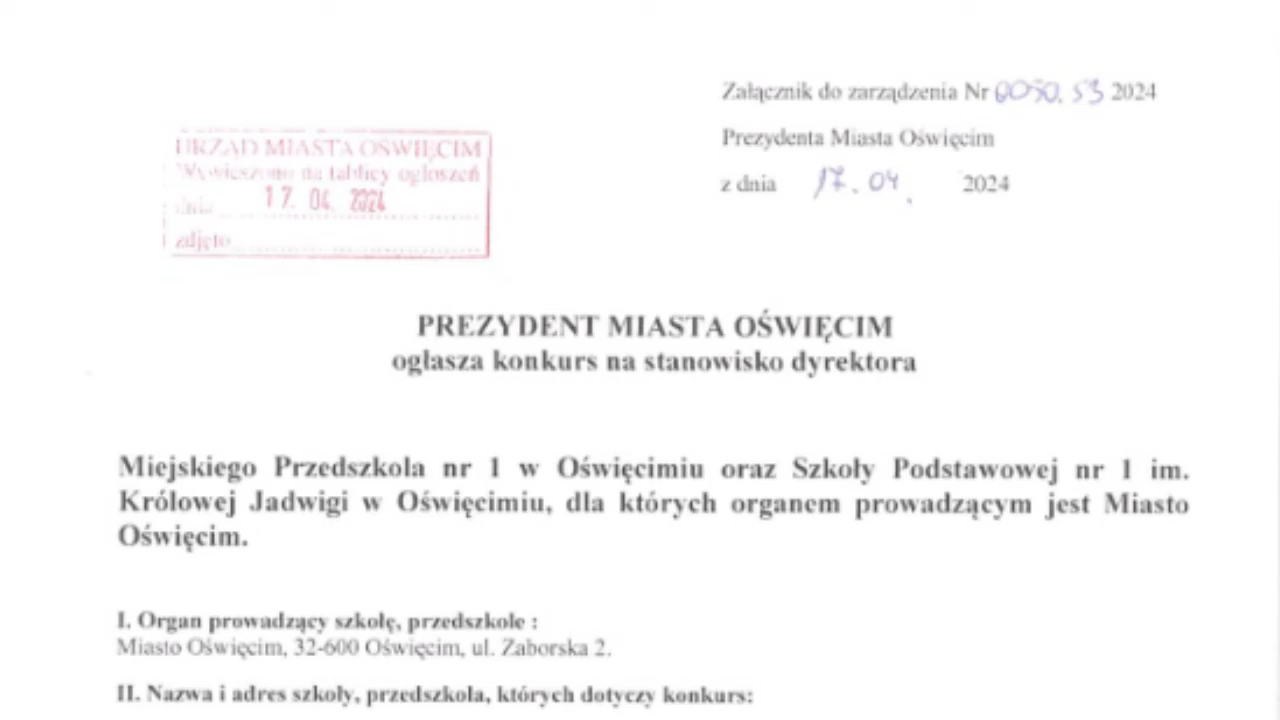 Załącznik do zarządzenia Nr 0050.53 2024
Prezydenta Miasta Oświęcim
z dnia 17.04. 2024
URZĄD MIASTA OŚWIĘCIM
Wywieszono na tablicy ogłoszeń
dnia 17. 04. 2024
zdjęto
PREZYDENT MIASTA OŚWIĘCIM
ogłasza konkurs na stanowisko dyrektora
Miejskiego Przedszkola nr 1 w Oświęcimiu oraz Szkoły Podstawowej nr 1 im.
Królowej Jadwigi w Oświęcimiu, dla których organem prowadzącym jest Miasto
Oświęcim.
I. Organ prowadzący szkołę, przedszkole :
Miasto Oświęcim, 32-600 Oświęcim, ul. Zaborska 2.
II. Nazwa i adres szkoły, przedszkola, których dotyczy konkurs: